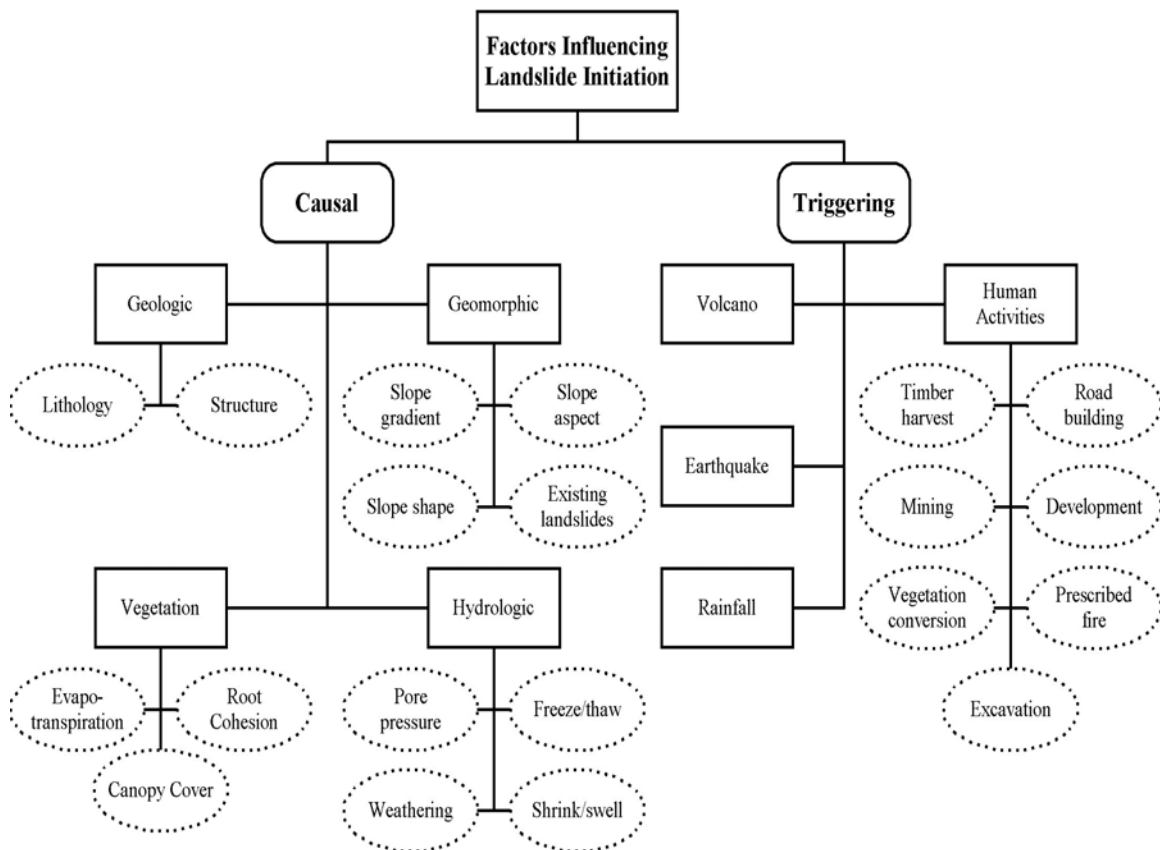 Factors Influencing
Landslide Initiation
Causal
Triggering
Geologic
Geomorphic
Volcano
Human
Activities
Lithology
Structure
Slope
gradient
Slope
aspect
Timber
harvest
Road
building
Earthquake
Slope shape
Existing
landslides
Mining
Development
Vegetation
Hydrologic
Rainfall
Vegetation
conversion
Prescribed
fire
Evapo-
transpiration
Root
Cohesion
Pore
pressure
Freeze/thaw
Excavation
Canopy Cover
Weathering
Shrink/swell